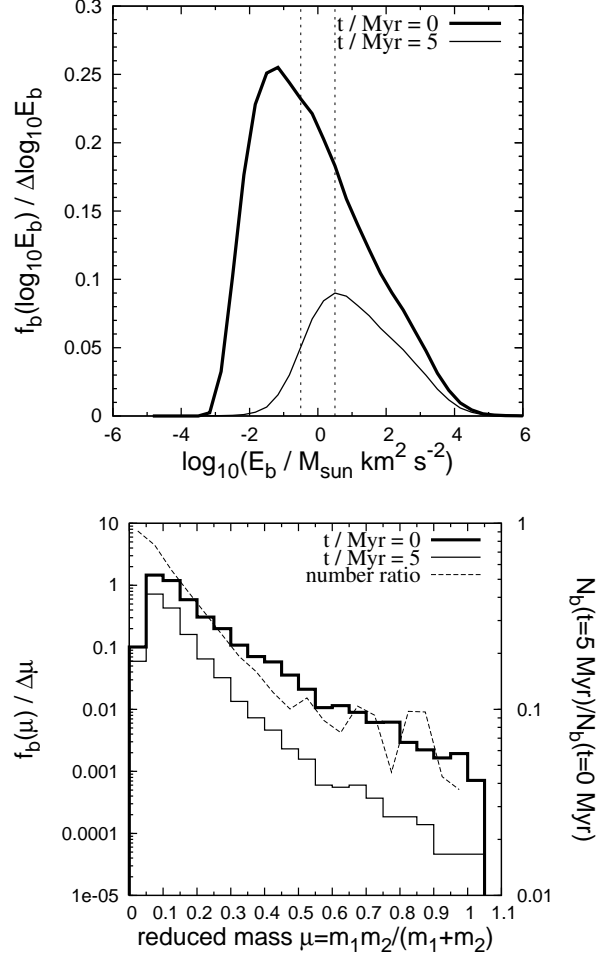 0.3
0.25
0.2
0.15
0.1
0.05
0
t / Myr = 0
t / Myr = 5
f_b(log_10E_b) / Δlog_10E_b
-6 -4 -2 0 2 4 6
log_10(E_b / M_sun km^2 s^-2)
10
1
0.1
0.01
0.001
0.0001
1e-05
t / Myr = 0
t / Myr = 5
number ratio
1
0.1
0.01
f_b(μ) / Δμ
N_b(t=5 Myr)/N_b(t=0 Myr)
0 0.1 0.2 0.3 0.4 0.5 0.6 0.7 0.8 0.9 1 1.1
reduced mass μ=m_1m_2/(m_1+m_2)